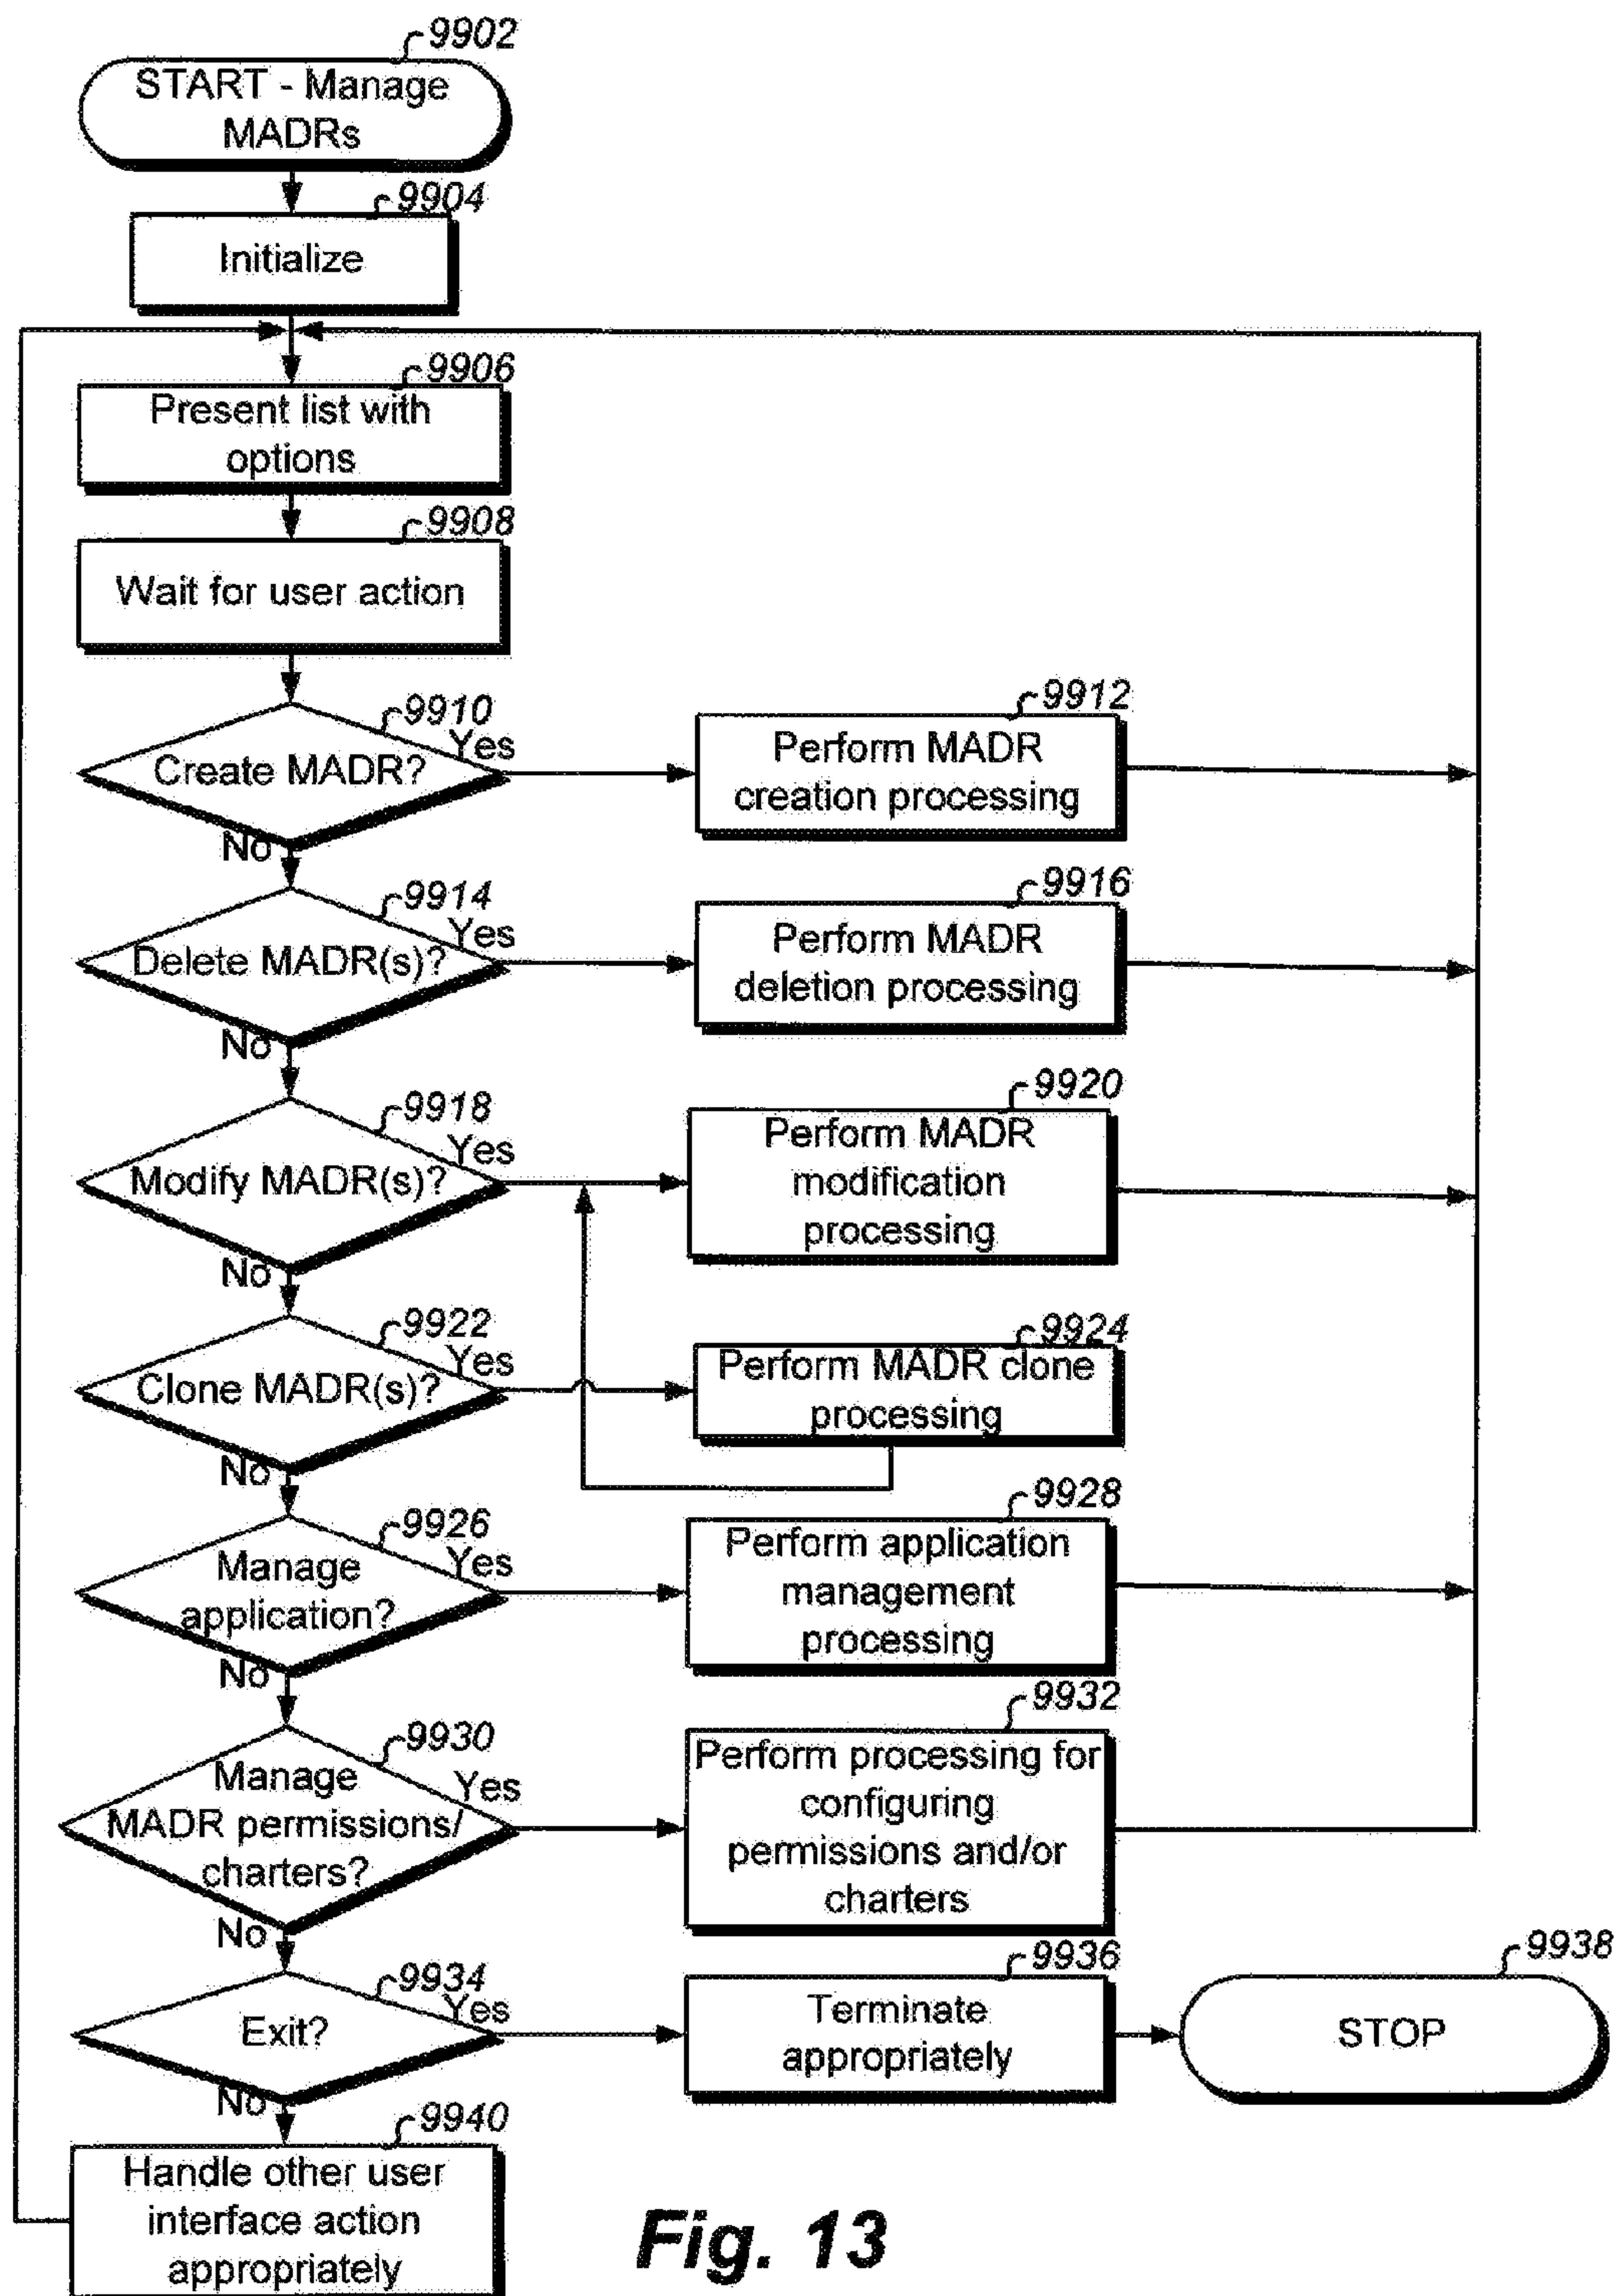 9902
START - Manage
MADRs
9904
Initialize
9906
Present list with
options
9908
Wait for user action
9910
Create MADR?
Yes
No
9912
Perform MADR
creation processing
9914
Delete MADR(s)?
Yes
No
9916
Perform MADR
deletion processing
9918
Modify MADR(s)?
Yes
No
9920
Perform MADR
modification
processing
9922
Clone MADR(s)?
Yes
No
9924
Perform MADR clone
processing
9926
Manage
application?
Yes
No
9928
Perform application
management
processing
9930
Manage
MADR permissions/
charters?
Yes
No
9932
Perform processing for
configuring
permissions and/or
charters
9934
Exit?
Yes
No
9936
Terminate
appropriately
9938
STOP
9940
Handle other user
interface action
appropriately
Fig. 13